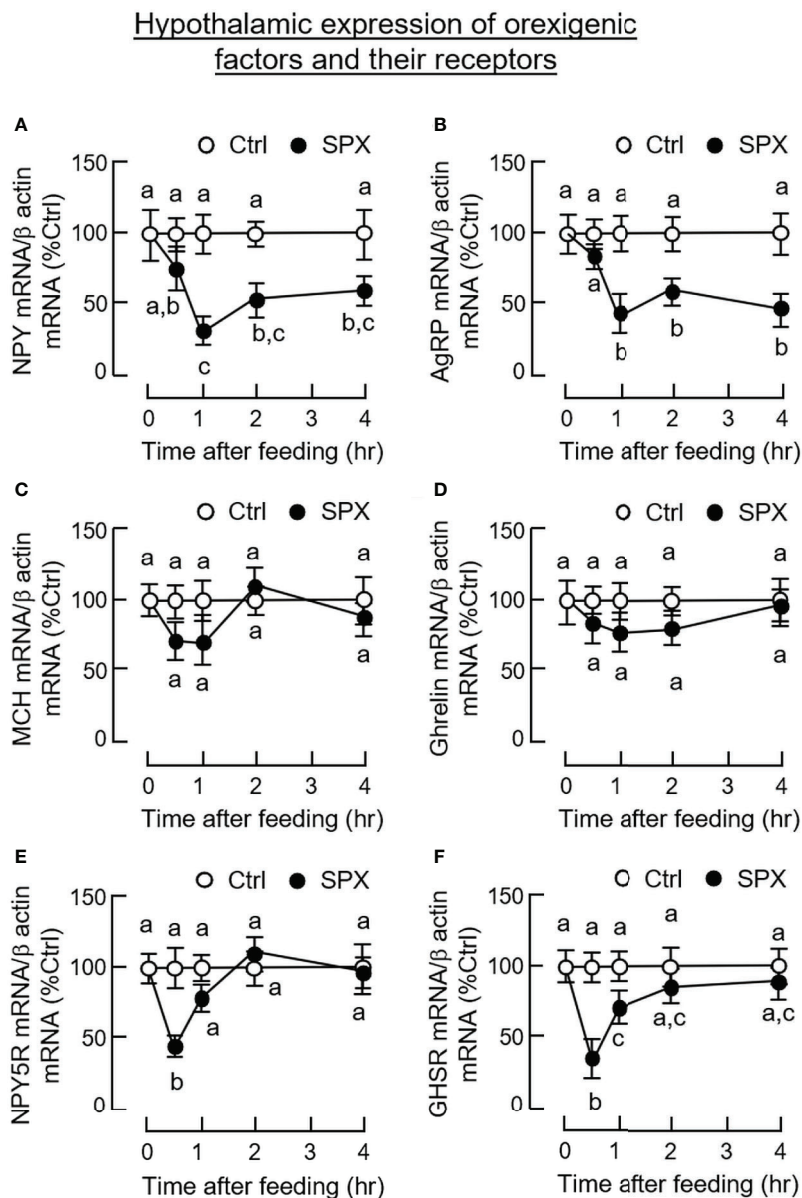 Hypothalamic expression of orexigenic
factors and their receptors
A
Ctrl SPX
150
100
50
0
NPY mRNA/β actin
mRNA (%Ctrl)
a a a a a
a,b c b,c b,c
0 1 2 3 4
Time after feeding (hr)
B
Ctrl SPX
150
100
50
0
AgRP mRNA/β actin
mRNA (%Ctrl)
a a a a a
a b b b
0 1 2 3 4
Time after feeding (hr)
C
Ctrl SPX
150
100
50
0
MCH mRNA/β actin
mRNA (%Ctrl)
a a a a a
a a a a
0 1 2 3 4
Time after feeding (hr)
D
Ctrl SPX
150
100
50
0
Ghrelin mRNA/β actin
mRNA (%Ctrl)
a a a a a
a a a a
0 1 2 3 4
Time after feeding (hr)
E
Ctrl SPX
150
100
50
0
NPY5R mRNA/β actin
mRNA (%Ctrl)
a a a a a
b a a a
0 1 2 3 4
Time after feeding (hr)
F
Ctrl SPX
150
100
50
0
GHSR mRNA/β actin
mRNA (%Ctrl)
a a a a a
b c a,c a,c
0 1 2 3 4
Time after feeding (hr)